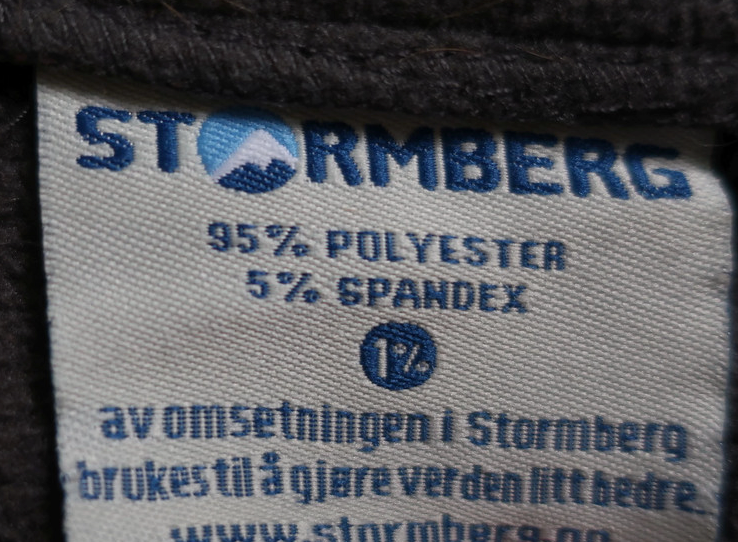 STORMBERG
95% POLYESTER
5% SPANDEX
1%
av omsetningen i Stormberg
brukes til å gjøre verden litt bedre.
www.stormberg.no